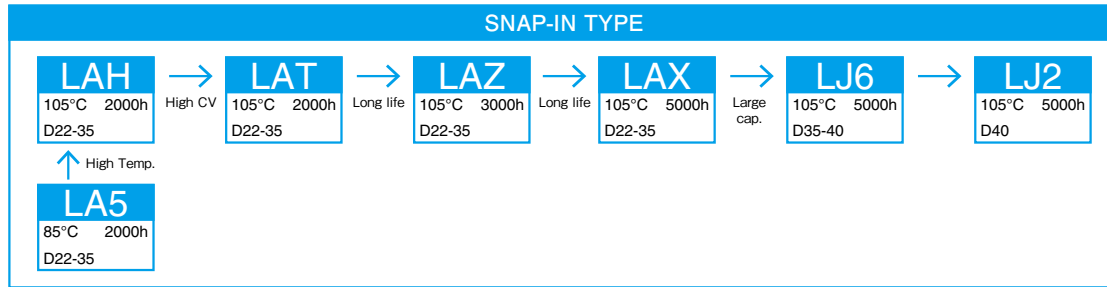 SNAP-IN TYPE
LAH
105°C 2000h
D22-35
High CV
LAT
105°C 2000h
D22-35
Long life
LAZ
105°C 3000h
D22-35
Long life
LAX
105°C 5000h
D22-35
Large
cap.
LJ6
105°C 5000h
D35-40
LJ2
105°C 5000h
D40
High Temp.
LA5
85°C 2000h
D22-35